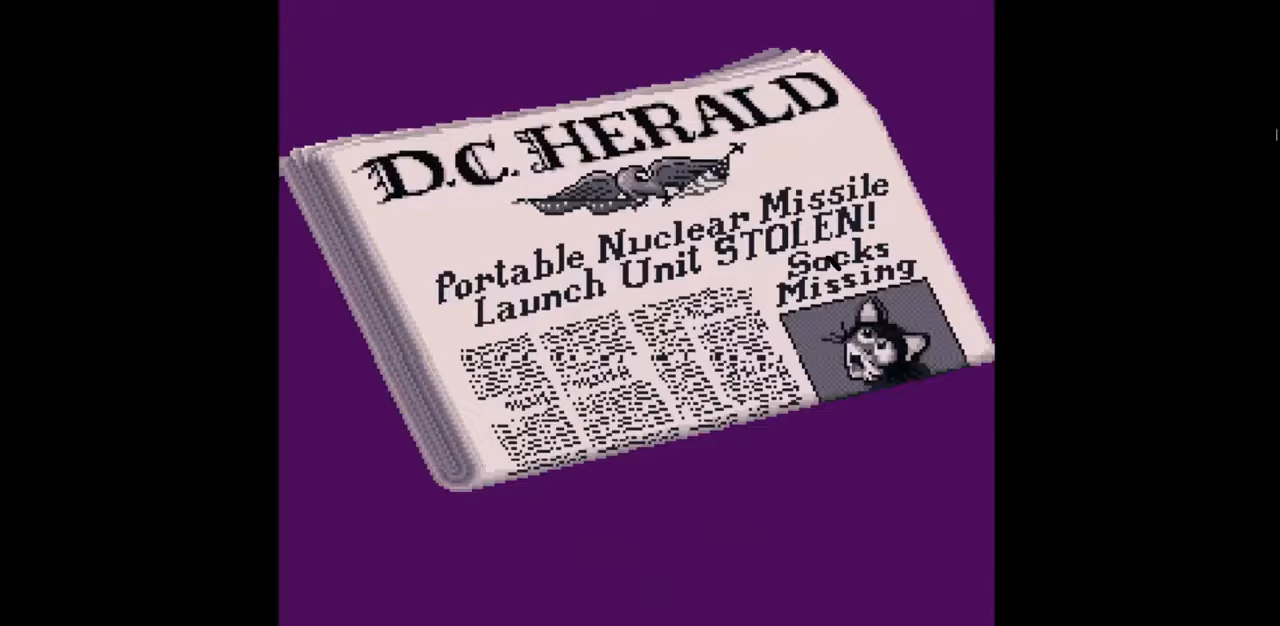 D.C. HERALD
Portable Nuclear Missile
Launch Unit STOLEN!
Socks
Missing